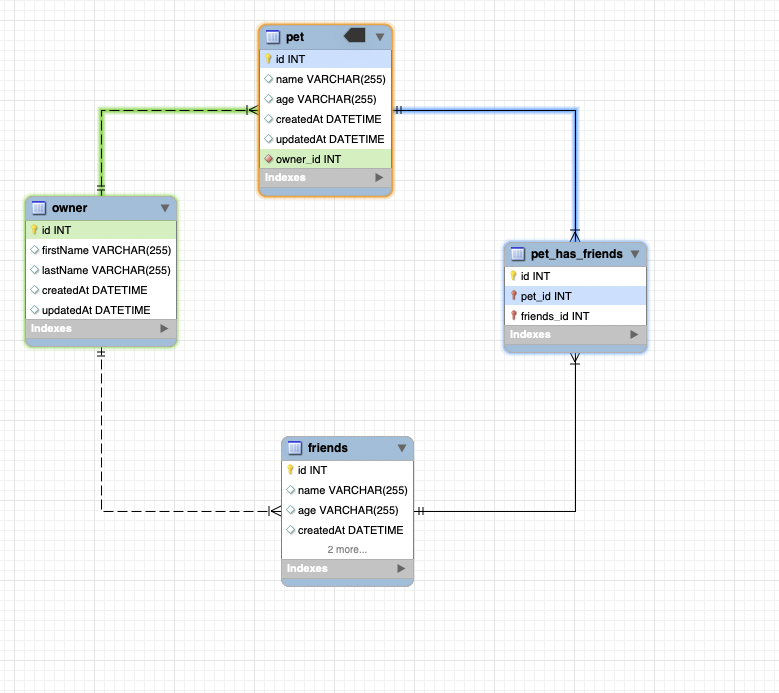 pet
id INT
name VARCHAR(255)
age VARCHAR(255)
createdAt DATETIME
updatedAt DATETIME
owner_id INT
Indexes
owner
id INT
firstName VARCHAR(255)
lastName VARCHAR(255)
createdAt DATETIME
updatedAt DATETIME
Indexes
pet_has_friends
id INT
pet_id INT
friends_id INT
Indexes
friends
id INT
name VARCHAR(255)
age VARCHAR(255)
createdAt DATETIME
2 more...
Indexes